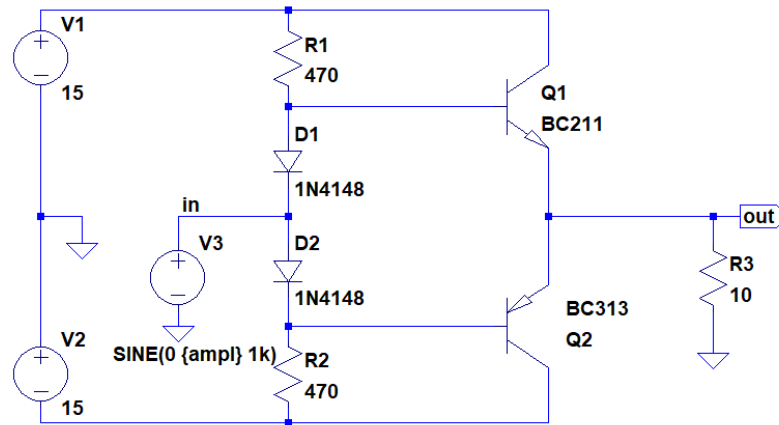 V1
+
−
15
R1
470
Q1
BC211
D1
1N4148
in
V3
+
−
SINE(0 {ampl} 1k)
D2
1N4148
out
R3
10
BC313
Q2
V2
+
−
15
R2
470